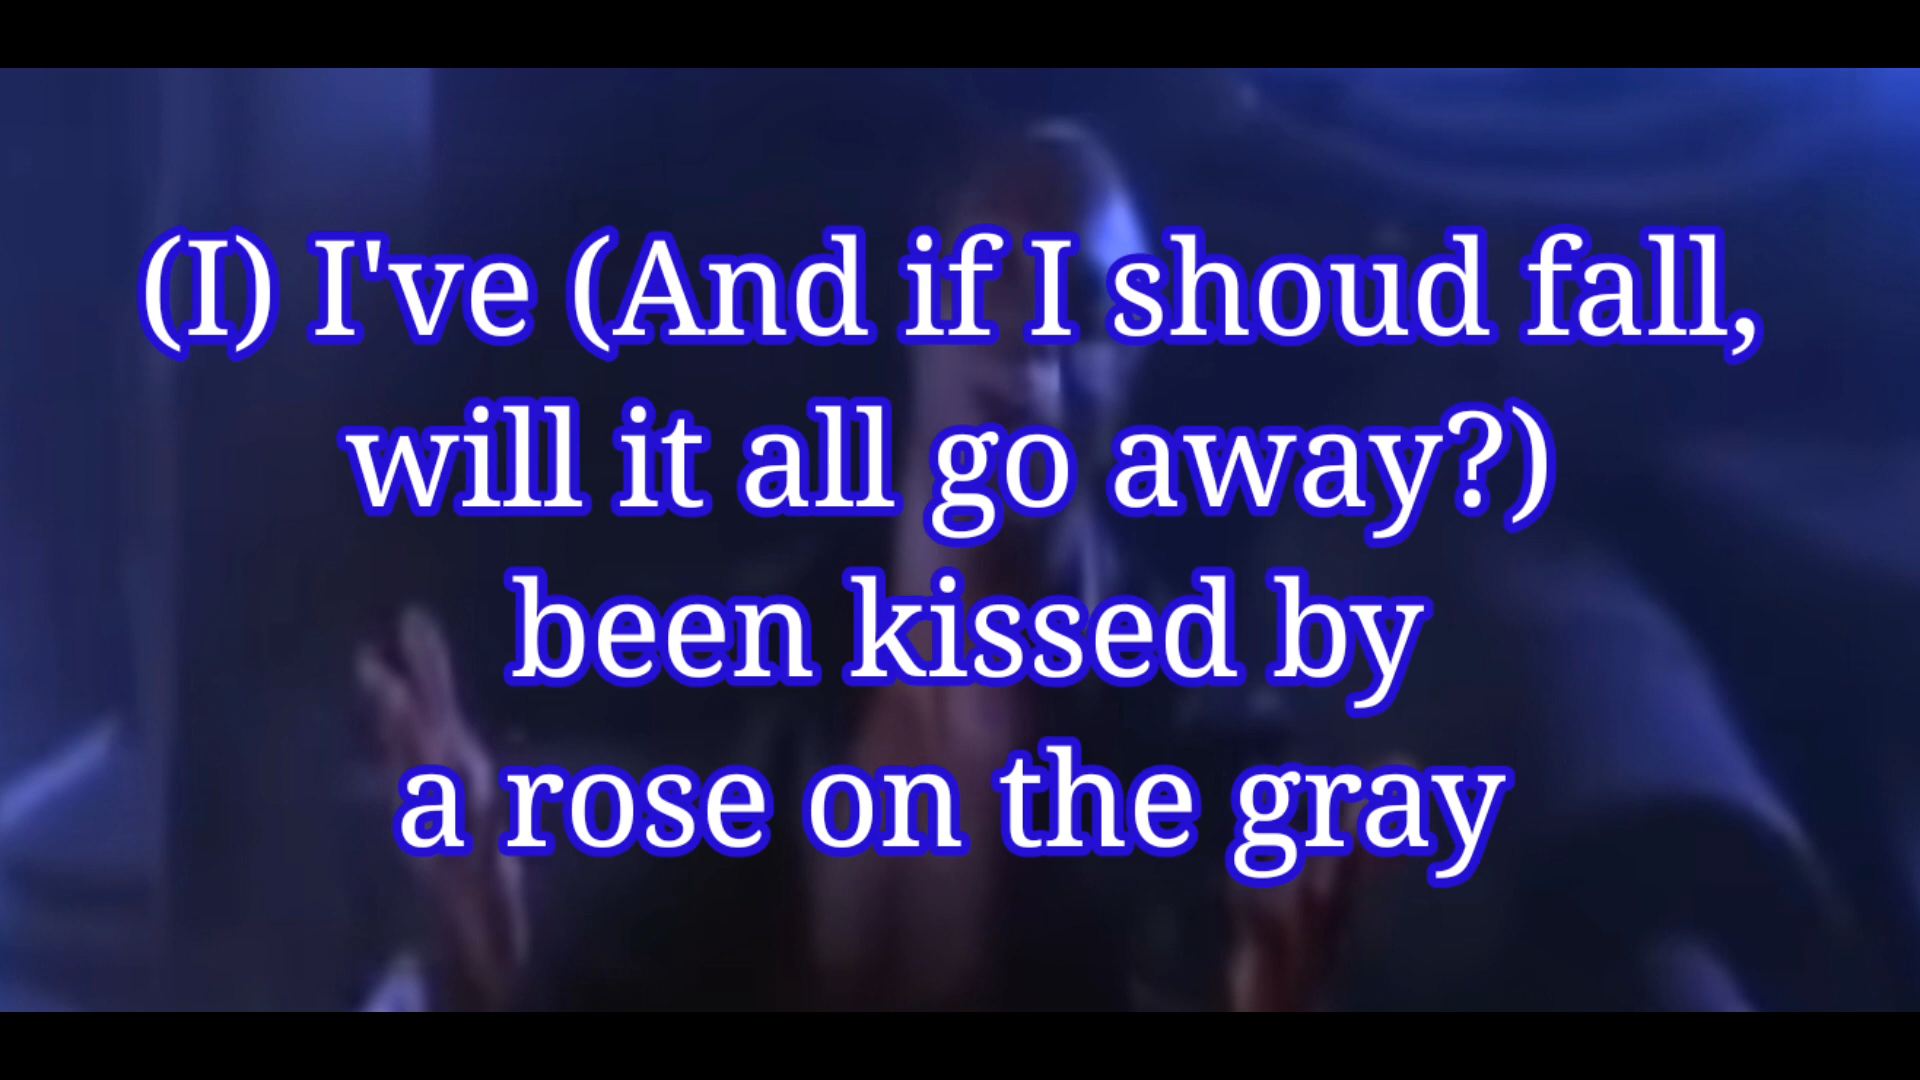 (I) I've (And if I shoud fall,
will it all go away?)
been kissed by
a rose on the gray